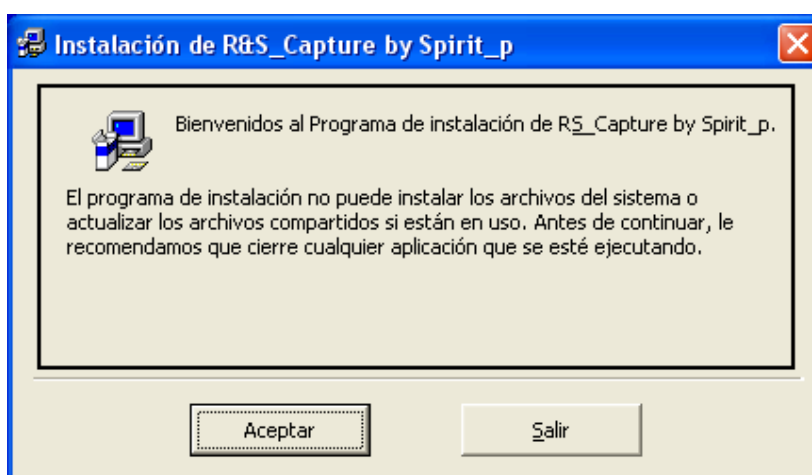 Instalación de R&S_Capture by Spirit_p
Bienvenidos al Programa de instalación de RS_Capture by Spirit_p.
El programa de instalación no puede instalar los archivos del sistema o
actualizar los archivos compartidos si están en uso. Antes de continuar, le
recomendamos que cierre cualquier aplicación que se esté ejecutando.
Aceptar
Salir